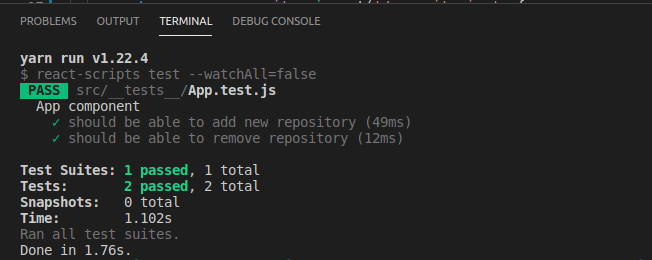 PROBLEMS OUTPUT TERMINAL DEBUG CONSOLE
yarn run v1.22.4
$ react-scripts test --watchAll=false
PASS src/__tests__/App.test.js
App component
✓ should be able to add new repository (49ms)
✓ should be able to remove repository (12ms)
Test Suites: 1 passed, 1 total
Tests: 2 passed, 2 total
Snapshots: 0 total
Time: 1.102s
Ran all test suites.
Done in 1.76s.